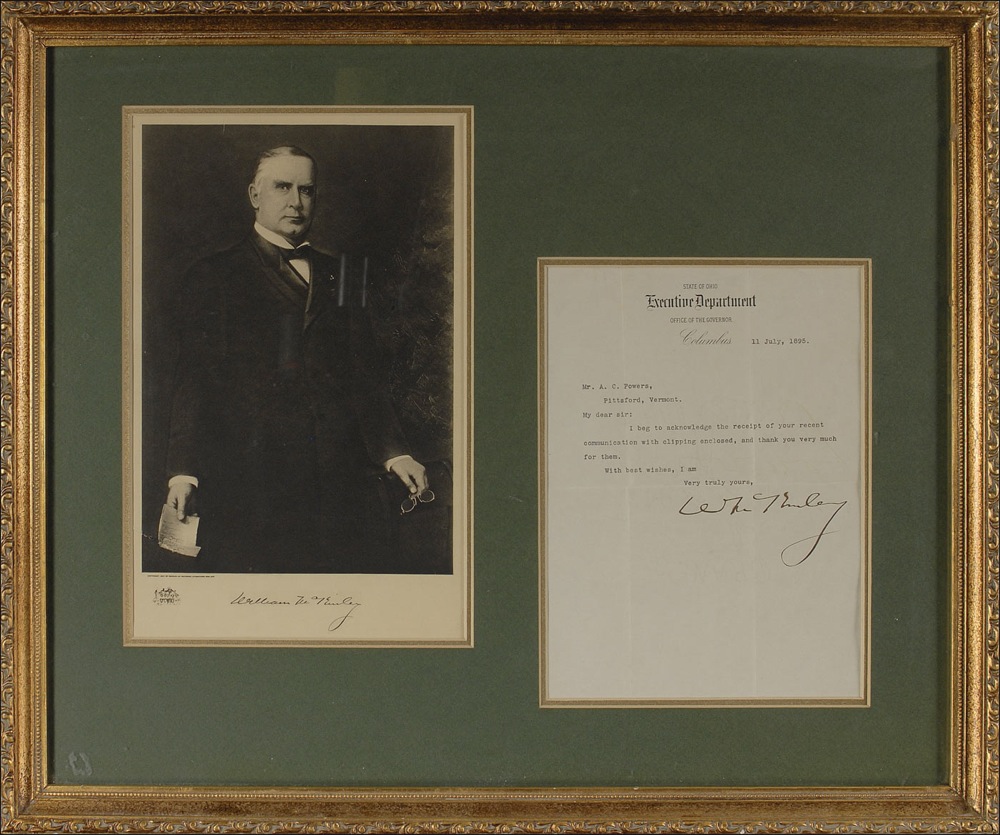 William McKinley
STATE OF OHIO
Executive Department
OFFICE OF THE GOVERNOR.
Columbus 11 July, 1895.
Mr. A. C. Powers,
Pittsford, Vermont.
My dear sir:
I beg to acknowledge the receipt of your recent
communication with clipping enclosed, and thank you very much
for them.
With best wishes, I am
Very truly yours,
Wm McKinley